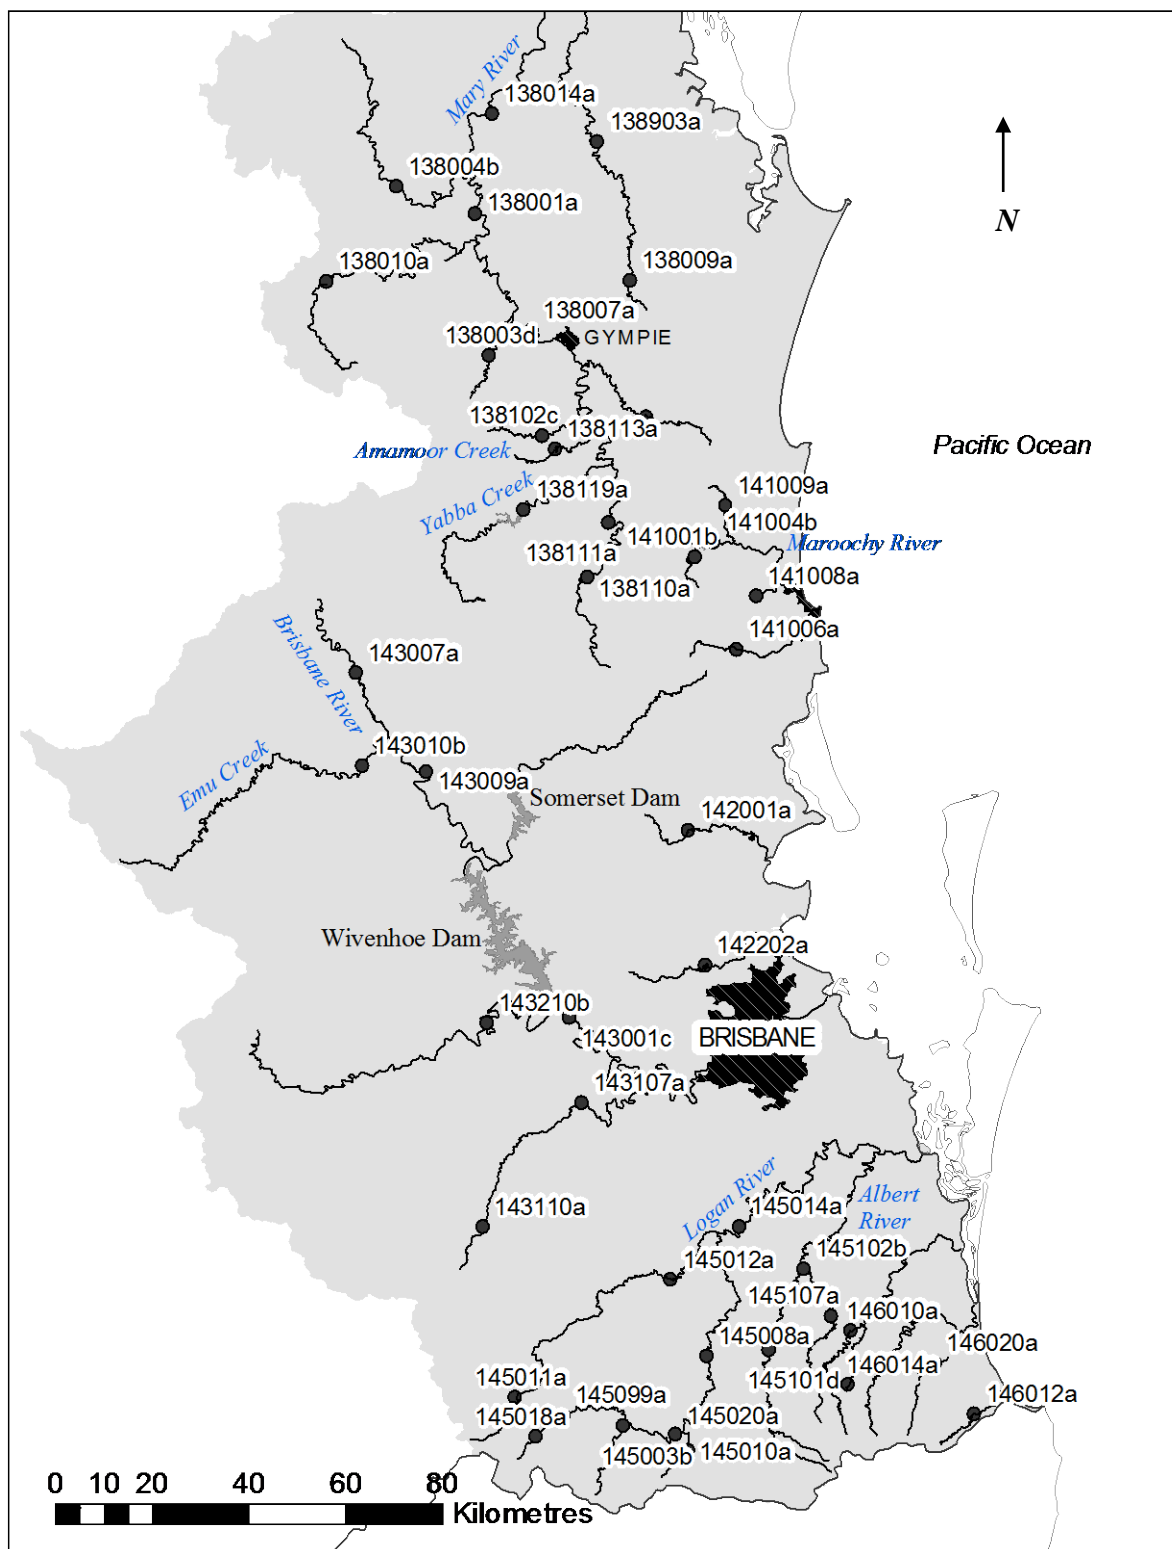 Mary River
138014a
138903a
138004b
138001a
N
138010a
138009a
138007a
138003d
GYMPIE
138102c
138113a
Amamoor Creek
Pacific Ocean
Yabba Creek
138119a
141009a
141004b
141001b
Maroochy River
138111a
138110a
141008a
Brisbane River
143007a
141006a
Emu Creek
143010b
143009a
Somerset Dam
142001a
Wivenhoe Dam
142202a
143210b
143001c
BRISBANE
143107a
Logan River
Albert
River
143110a
145014a
145012a
145102b
145107a
146010a
145008a
146020a
145011a
145099a
145101d
146014a
146012a
145018a
145020a
145003b
145010a
0 10 20 40 60 80
Kilometres